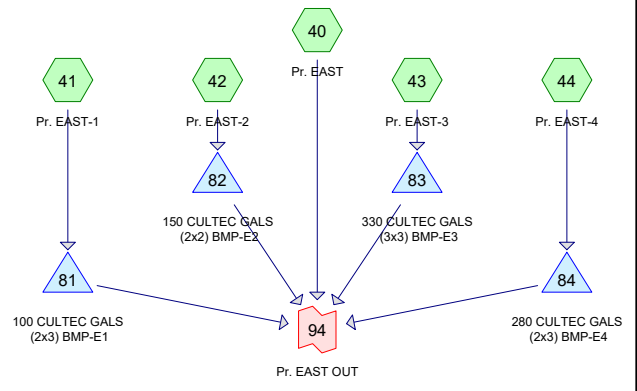 40
Pr. EAST
41
42
43
44
Pr. EAST-1
Pr. EAST-2
Pr. EAST-3
Pr. EAST-4
82
83
150 CULTEC GALS
(2x2) BMP-E2
330 CULTEC GALS
(3x3) BMP-E3
81
84
100 CULTEC GALS
(2x3) BMP-E1
280 CULTEC GALS
(2x3) BMP-E4
94
Pr. EAST OUT